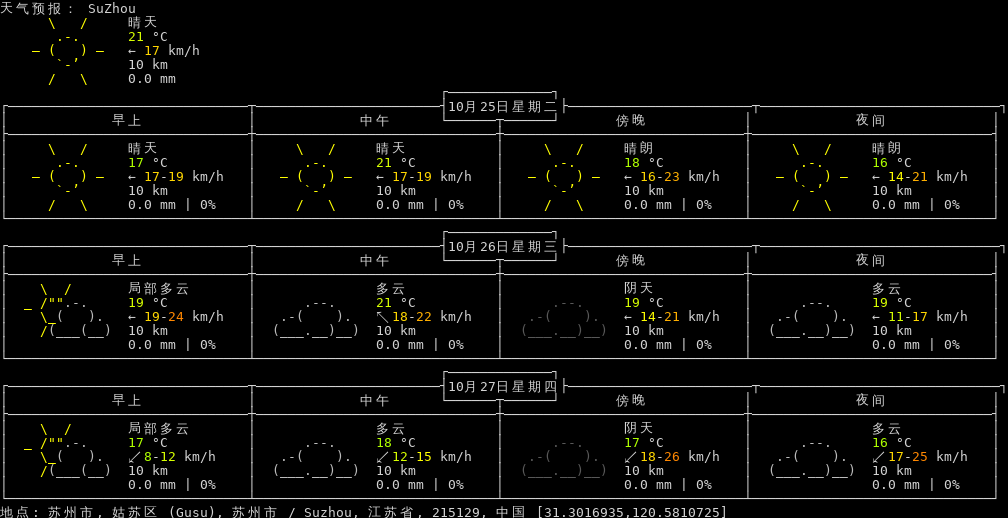 天气预报： SuZhou
晴天
21 °C
← 17 km/h
10 km
0.0 mm
10月25日星期二
早上 中午 傍晚 夜间
晴天 晴天 晴朗 晴朗
17 °C 21 °C 18 °C 16 °C
← 17-19 km/h ← 17-19 km/h ← 16-23 km/h ← 14-21 km/h
10 km 10 km 10 km 10 km
0.0 mm | 0% 0.0 mm | 0% 0.0 mm | 0% 0.0 mm | 0%
10月26日星期三
早上 中午 傍晚 夜间
局部多云 多云 阴天 多云
19 °C 21 °C 19 °C 19 °C
← 19-24 km/h ↖ 18-22 km/h ← 14-21 km/h ← 11-17 km/h
10 km 10 km 10 km 10 km
0.0 mm | 0% 0.0 mm | 0% 0.0 mm | 0% 0.0 mm | 0%
10月27日星期四
早上 中午 傍晚 夜间
局部多云 多云 阴天 多云
17 °C 18 °C 17 °C 16 °C
↙ 8-12 km/h ↙ 12-15 km/h ↙ 18-26 km/h ↙ 17-25 km/h
10 km 10 km 10 km 10 km
0.0 mm | 0% 0.0 mm | 0% 0.0 mm | 0% 0.0 mm | 0%
地点: 苏州市, 姑苏区 (Gusu), 苏州市 / Suzhou, 江苏省, 215129, 中国 [31.3016935,120.5810725]